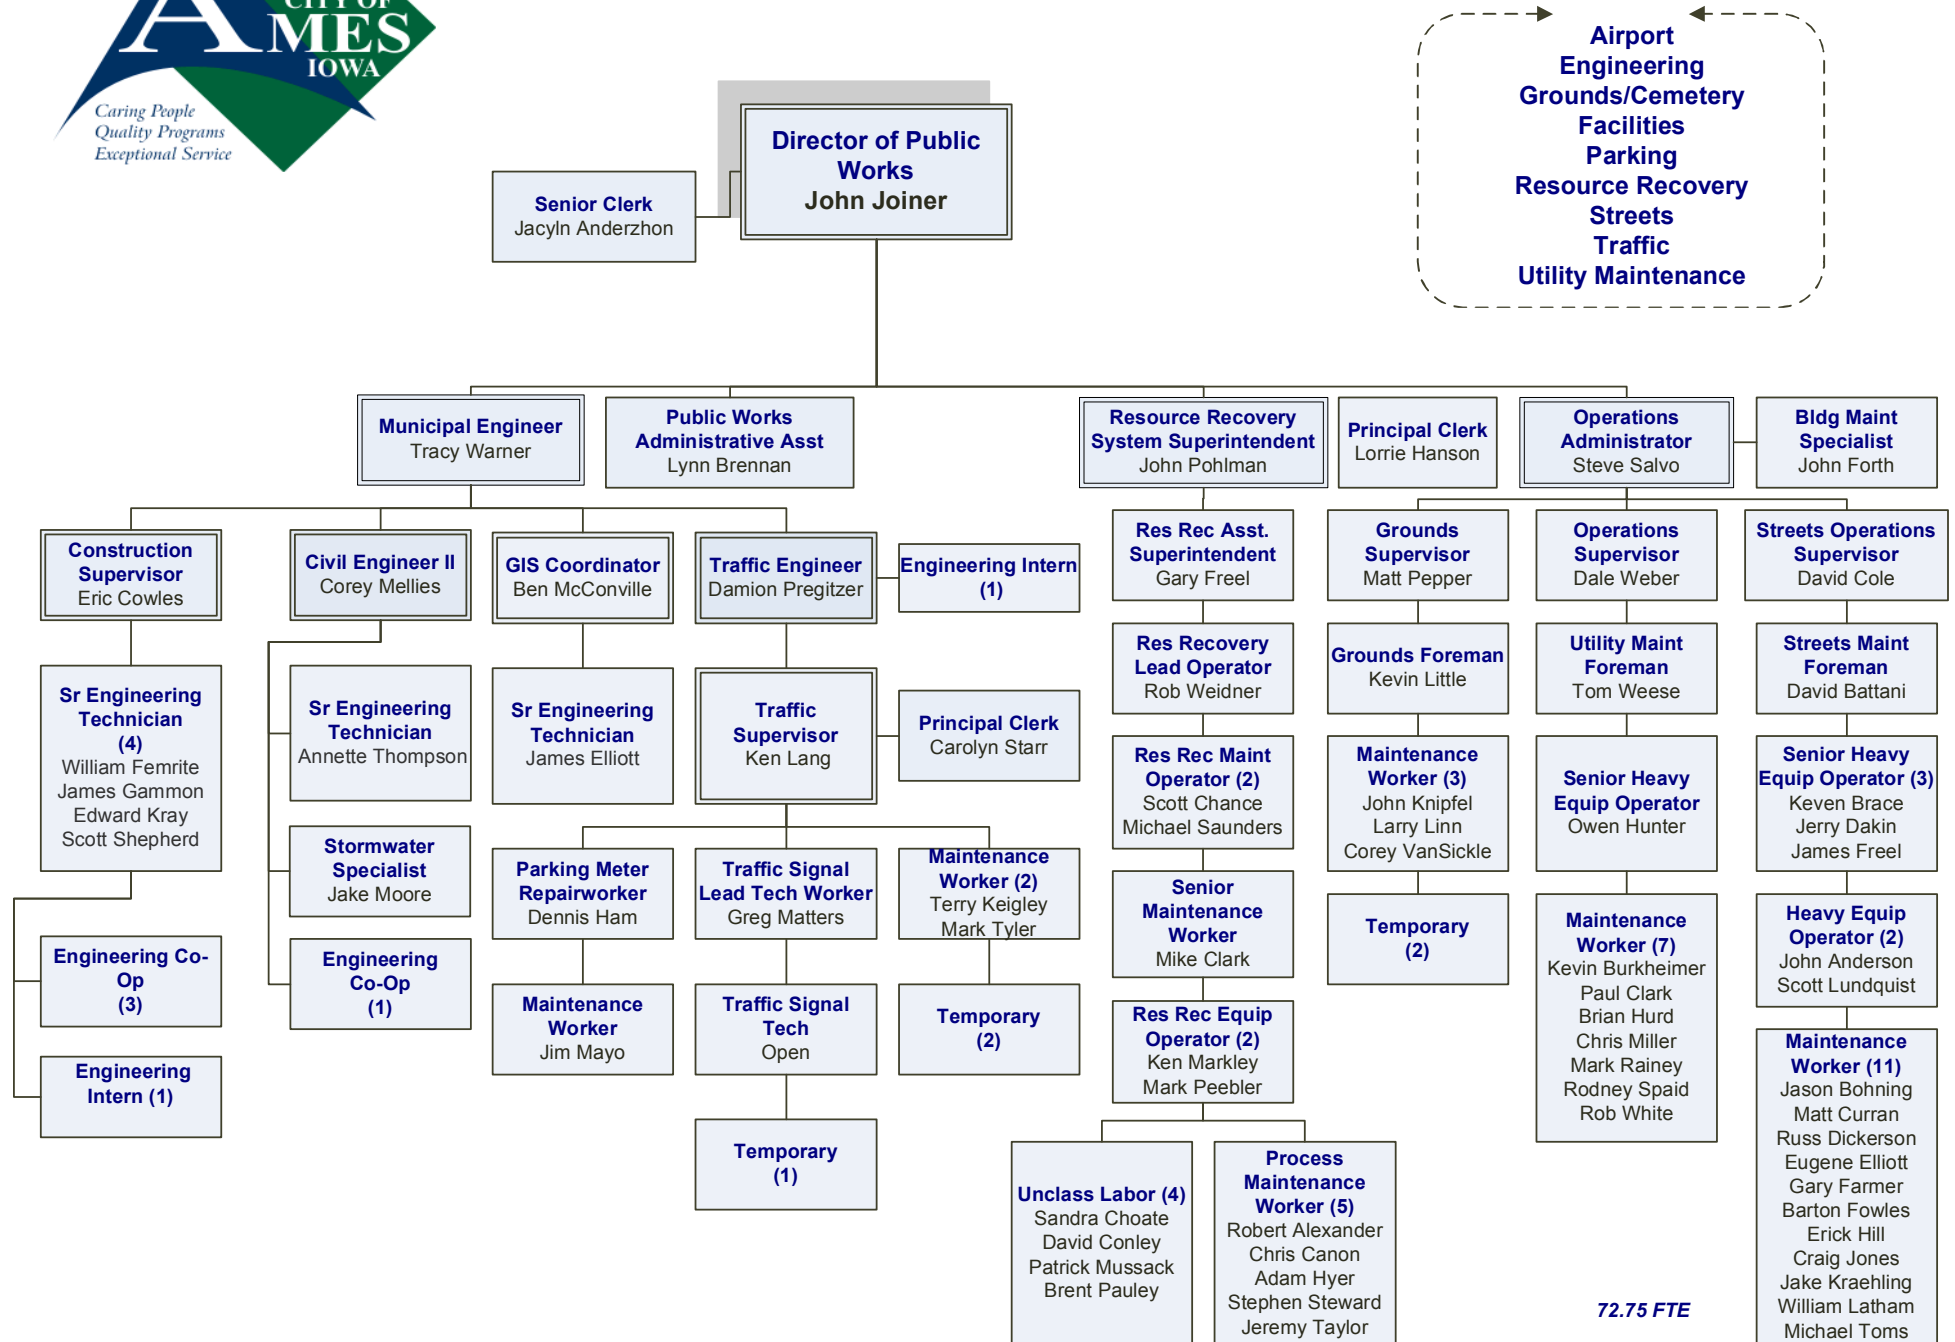 CITY OF
AMES
IOWA
Caring People
Quality Programs
Exceptional Service
Airport
Engineering
Grounds/Cemetery
Facilities
Parking
Resource Recovery
Streets
Traffic
Utility Maintenance
Director of Public
Works
John Joiner
Senior Clerk
Jacyln Anderzhon
Municipal Engineer
Tracy Warner
Public Works
Administrative Asst
Lynn Brennan
Resource Recovery
System Superintendent
John Pohlman
Principal Clerk
Lorrie Hanson
Operations
Administrator
Steve Salvo
Bldg Maint
Specialist
John Forth
Construction
Supervisor
Eric Cowles
Civil Engineer II
Corey Mellies
GIS Coordinator
Ben McConville
Traffic Engineer
Damion Pregitzer
Engineering Intern
(1)
Res Rec Asst.
Superintendent
Gary Freel
Grounds
Supervisor
Matt Pepper
Operations
Supervisor
Dale Weber
Streets Operations
Supervisor
David Cole
Sr Engineering
Technician
(4)
William Femrite
James Gammon
Edward Kray
Scott Shepherd
Sr Engineering
Technician
Annette Thompson
Sr Engineering
Technician
James Elliott
Traffic
Supervisor
Ken Lang
Principal Clerk
Carolyn Starr
Res Recovery
Lead Operator
Rob Weidner
Grounds Foreman
Kevin Little
Utility Maint
Foreman
Tom Weese
Streets Maint
Foreman
David Battani
Res Rec Maint
Operator (2)
Scott Chance
Michael Saunders
Maintenance
Worker (3)
John Knipfel
Larry Linn
Corey VanSickle
Senior Heavy
Equip Operator
Owen Hunter
Senior Heavy
Equip Operator (3)
Keven Brace
Jerry Dakin
James Freel
Stormwater
Specialist
Jake Moore
Parking Meter
Repairworker
Dennis Ham
Traffic Signal
Lead Tech Worker
Greg Matters
Maintenance
Worker (2)
Terry Keigley
Mark Tyler
Senior
Maintenance
Worker
Mike Clark
Temporary
(2)
Maintenance
Worker (7)
Kevin Burkheimer
Paul Clark
Brian Hurd
Chris Miller
Mark Rainey
Rodney Spaid
Rob White
Heavy Equip
Operator (2)
John Anderson
Scott Lundquist
Engineering Co-
Op
(3)
Engineering
Co-Op
(1)
Maintenance
Worker
Jim Mayo
Traffic Signal
Tech
Open
Temporary
(2)
Res Rec Equip
Operator (2)
Ken Markley
Mark Peebler
Engineering
Intern (1)
Temporary
(1)
Unclass Labor (4)
Sandra Choate
David Conley
Patrick Mussack
Brent Pauley
Process
Maintenance
Worker (5)
Robert Alexander
Chris Canon
Adam Hyer
Stephen Steward
Jeremy Taylor
Maintenance
Worker (11)
Jason Bohning
Matt Curran
Russ Dickerson
Eugene Elliott
Gary Farmer
Barton Fowles
Erick Hill
Craig Jones
Jake Kraehling
William Latham
Michael Toms
72.75 FTE